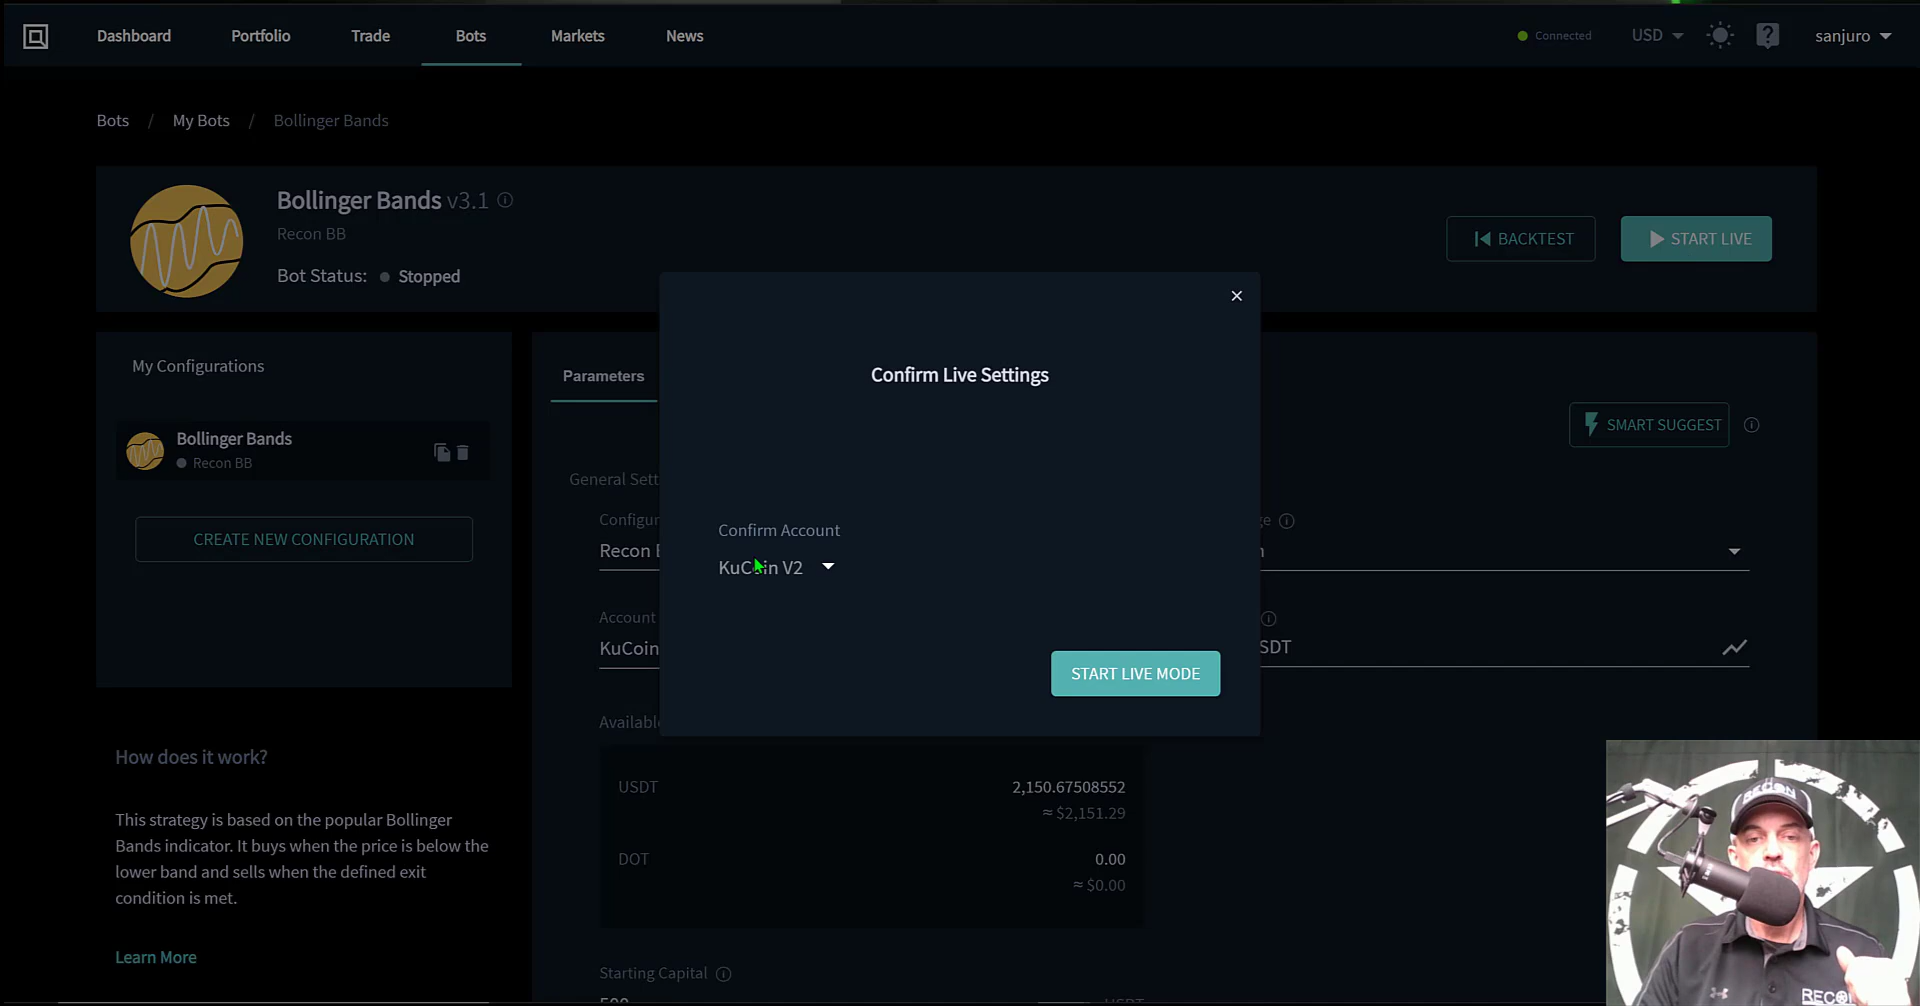 Dashboard Portfolio Trade Bots Markets News Connected USD sanjuro
Bots / My Bots / Bollinger Bands
Bollinger Bands v3.1
Recon BB
Bot Status: Stopped
BACKTEST START LIVE
My Configurations
Bollinger Bands
Recon BB
CREATE NEW CONFIGURATION
How does it work?
This strategy is based on the popular Bollinger
Bands indicator. It buys when the price is below the
lower band and sells when the defined exit
condition is met.
Learn More
Parameters
SMART SUGGEST
General Sett
Configur
Recon
Account
KuCoin
SDT
Confirm Live Settings
Confirm Account
KuCoin V2
START LIVE MODE
Availabl
USDT 2,150.67508552
≈ $2,151.29
DOT 0.00
≈ $0.00
Starting Capital
500 USDT
RECON
RECON